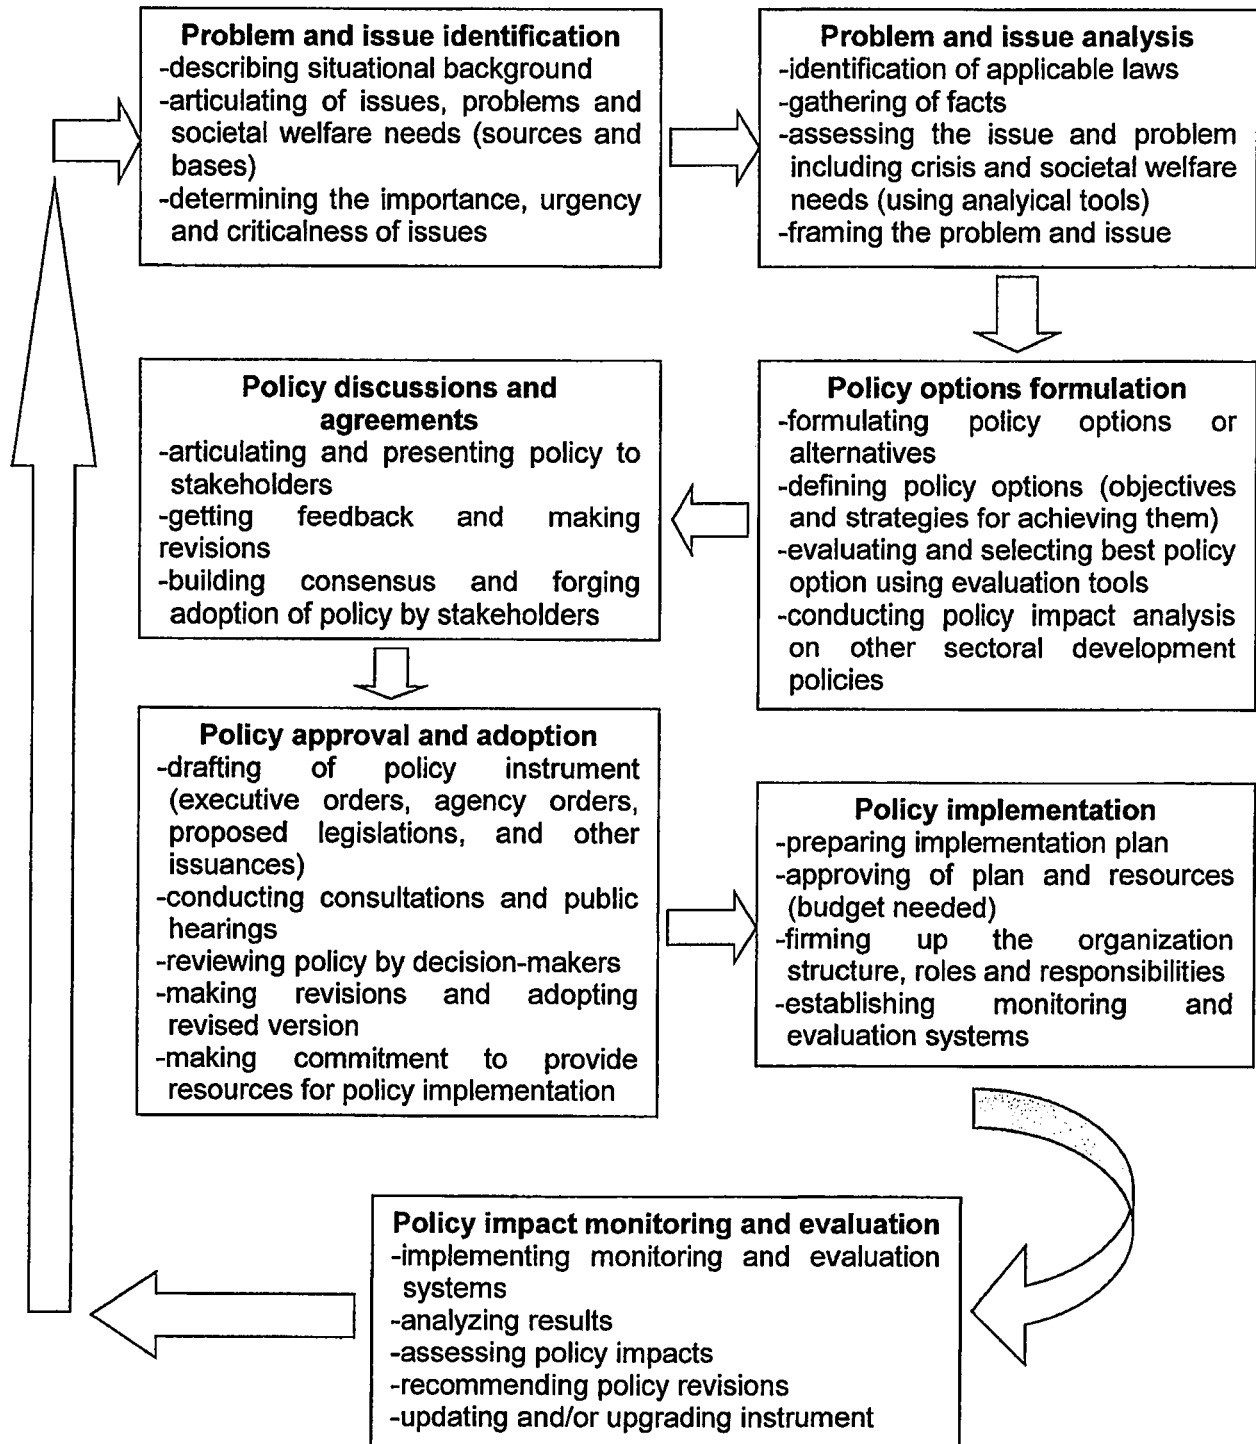 Problem and issue identification
-describing situational background
-articulating of issues, problems and
societal welfare needs (sources and
bases)
-determining the importance, urgency
and criticalness of issues
Problem and issue analysis
-identification of applicable laws
-gathering of facts
-assessing the issue and problem
including crisis and societal welfare
needs (using analyical tools)
-framing the problem and issue
Policy options formulation
-formulating policy options or
alternatives
-defining policy options (objectives
and strategies for achieving them)
-evaluating and selecting best policy
option using evaluation tools
-conducting policy impact analysis
on other sectoral development
policies
Policy discussions and
agreements
-articulating and presenting policy to
stakeholders
-getting feedback and making
revisions
-building consensus and forging
adoption of policy by stakeholders
Policy approval and adoption
-drafting of policy instrument
(executive orders, agency orders,
proposed legislations, and other
issuances)
-conducting consultations and public
hearings
-reviewing policy by decision-makers
-making revisions and adopting
revised version
-making commitment to provide
resources for policy implementation
Policy implementation
-preparing implementation plan
-approving of plan and resources
(budget needed)
-firming up the organization
structure, roles and responsibilities
-establishing monitoring and
evaluation systems
Policy impact monitoring and evaluation
-implementing monitoring and evaluation
systems
-analyzing results
-assessing policy impacts
-recommending policy revisions
-updating and/or upgrading instrument